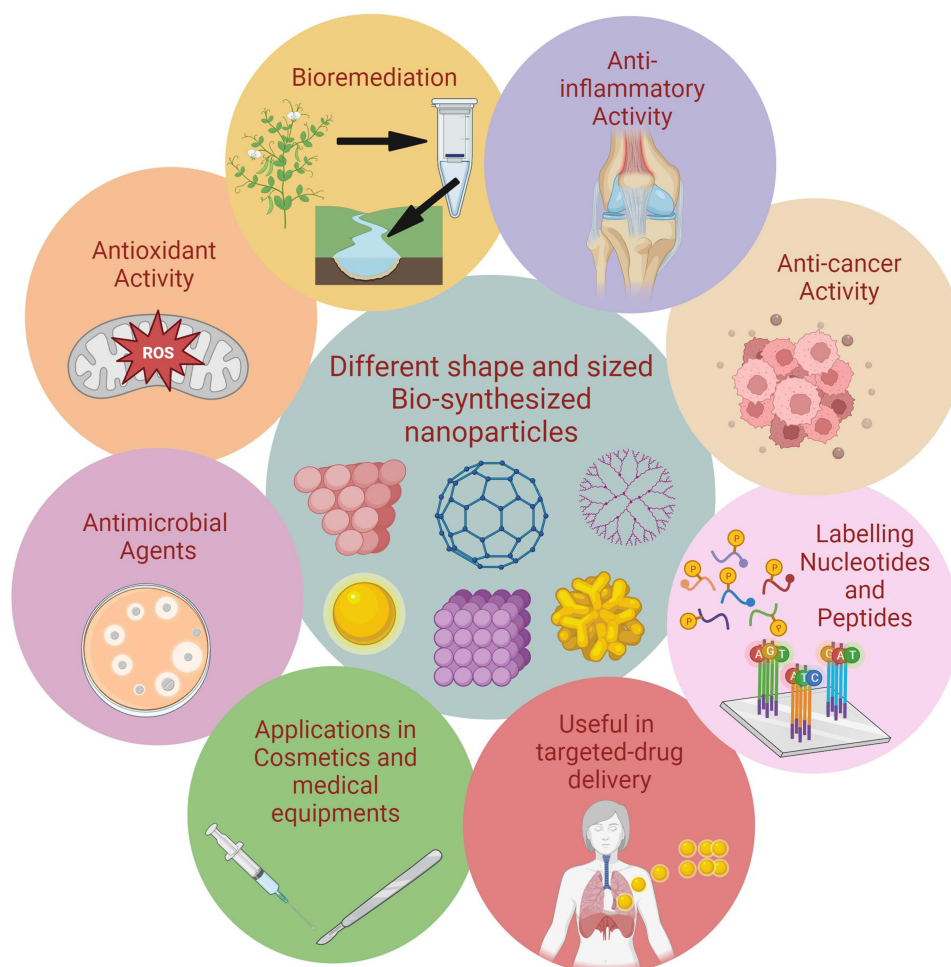 Bioremediation
Anti-
inflammatory
Activity
Antioxidant
Activity
ROS
Anti-cancer
Activity
Different shape and sized
Bio-synthesized
nanoparticles
Antimicrobial
Agents
Labelling
Nucleotides
and
Peptides
P
P
P
P
P
P
A G T
G A T
A T C
Applications in
Cosmetics and
medical
equipments
Useful in
targeted-drug
delivery